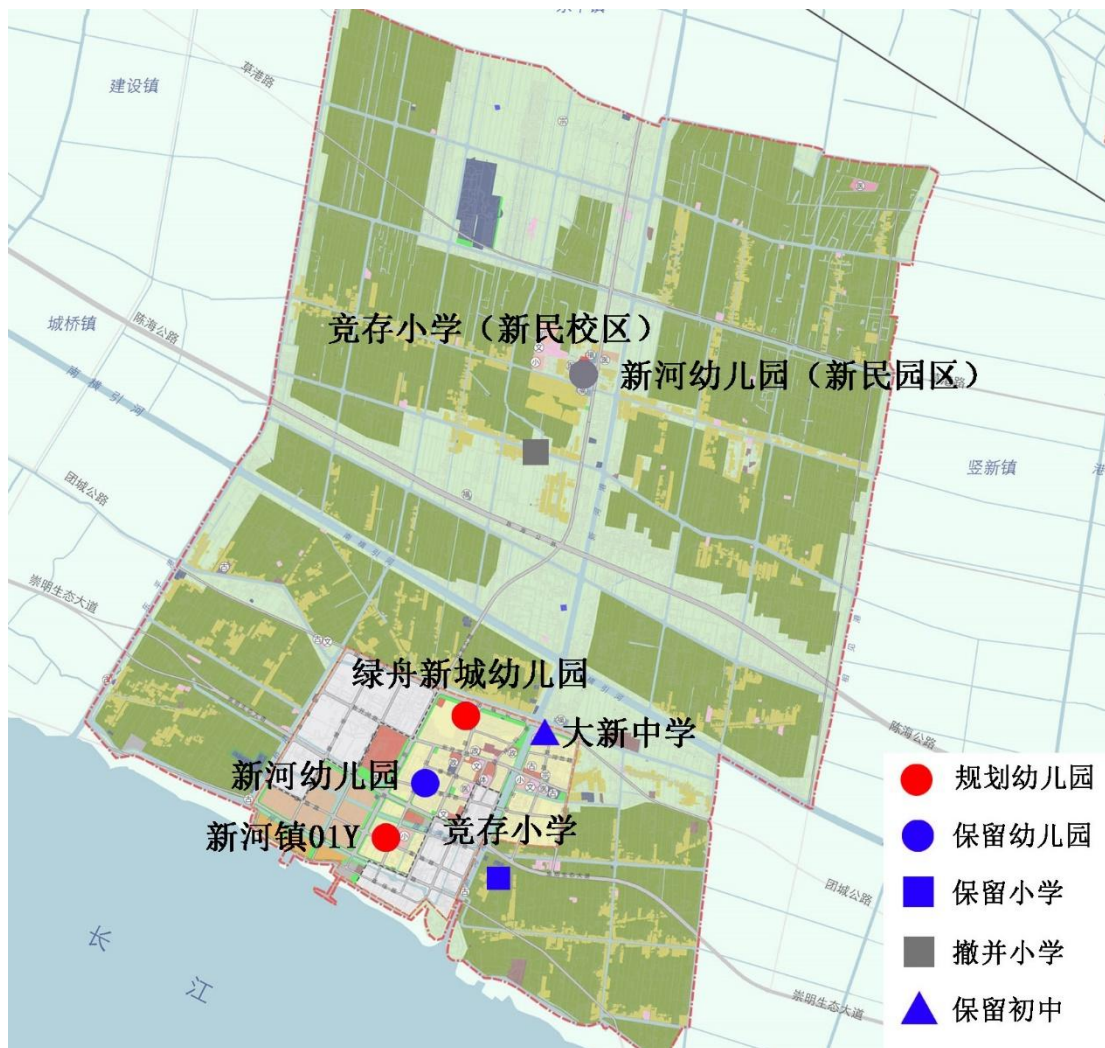 建设镇
草港路
城桥镇
陈海公路
南横引河
竞存小学（新民校区）
新河幼儿园（新民园区）
竖新镇
港
团城公路
崇明生态大道
绿舟新城幼儿园
大新中学
陈海公路
新河幼儿园
新河镇01Y
竞存小学
团城公路
崇明生态大道
长江
规划幼儿园
保留幼儿园
保留小学
撤并小学
保留初中